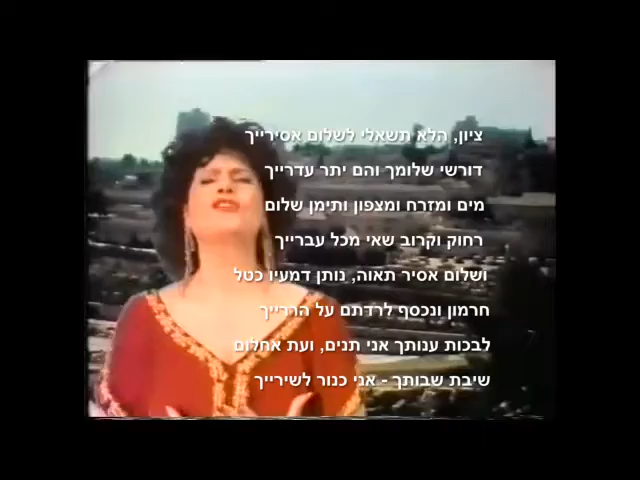 ציון, הלא תשאלי לשלום אסירייך
דורשי שלומך והם יתר עדרייך
מים ומזרח ומצפון ותימן שלום
רחוק וקרוב שאי מכל עברייך
ושלום אסיר תאוה, נותן דמעיו כטל
חרמון ונכסף לרדתם על הררייך
לבכות ענותך אני תנים, ועת אחלום
שיבת שבותך - אני כנור לשירייך